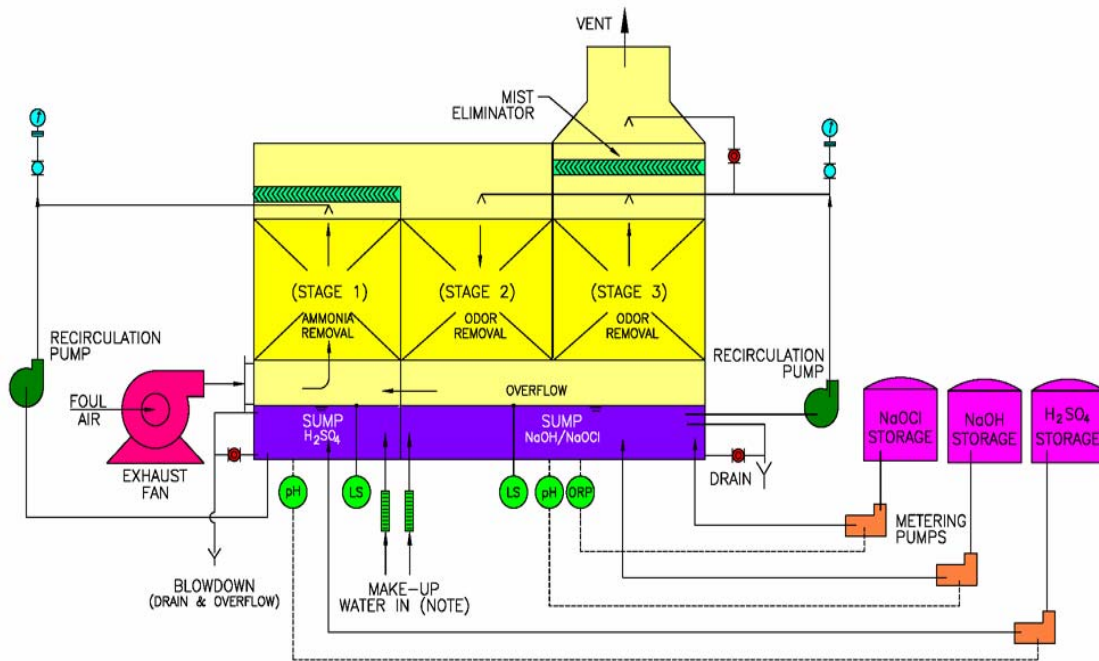 VENT
MIST
ELIMINATOR
(STAGE 1)
AMMONIA
REMOVAL
(STAGE 2)
ODOR
REMOVAL
(STAGE 3)
ODOR
REMOVAL
RECIRCULATION
PUMP
RECIRCULATION
PUMP
OVERFLOW
FOUL
AIR
EXHAUST
FAN
SUMP
H₂SO₄
SUMP
NaOH/NaOCl
NaOCl
STORAGE
NaOH
STORAGE
H₂SO₄
STORAGE
pH
LS
LS
pH
ORP
DRAIN
METERING
PUMPS
BLOWDOWN
(DRAIN & OVERFLOW)
MAKE-UP
WATER IN (NOTE)